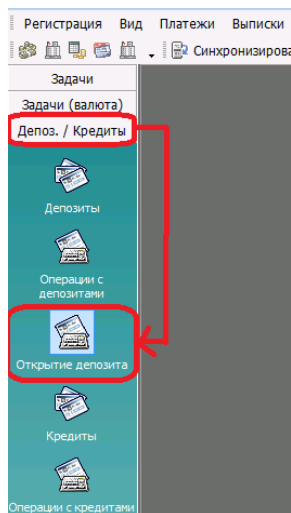 Регистрация Вид Платежи Выписки
Синхронизирова
Задачи
Задачи (валюта)
Депоз. / Кредиты
Депозиты
Операции с
депозитами
Открытие депозита
Кредиты
Операции с кредитами